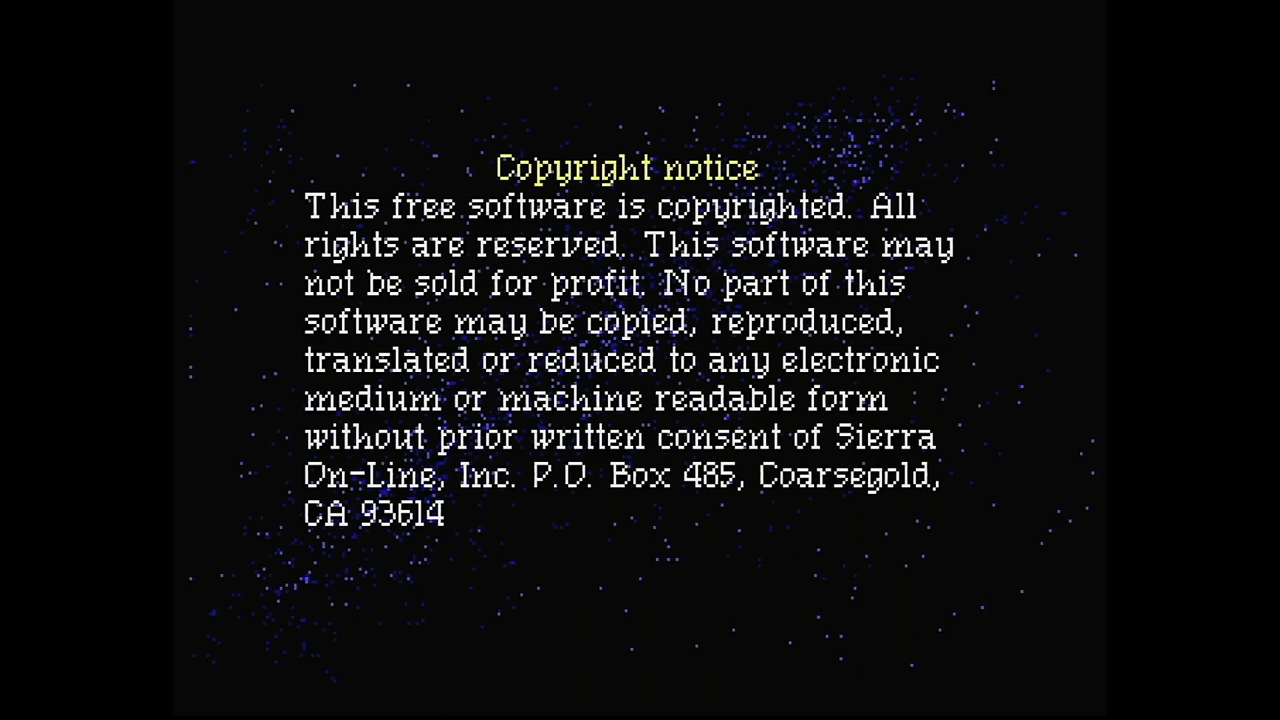 Copyright notice
This free software is copyrighted. All
rights are reserved. This software may
not be sold for profit. No part of this
software may be copied, reproduced,
translated or reduced to any electronic
medium or machine readable form
without prior written consent of Sierra
On-Line, Inc. P.O. Box 485, Coarsegold,
CA 93614